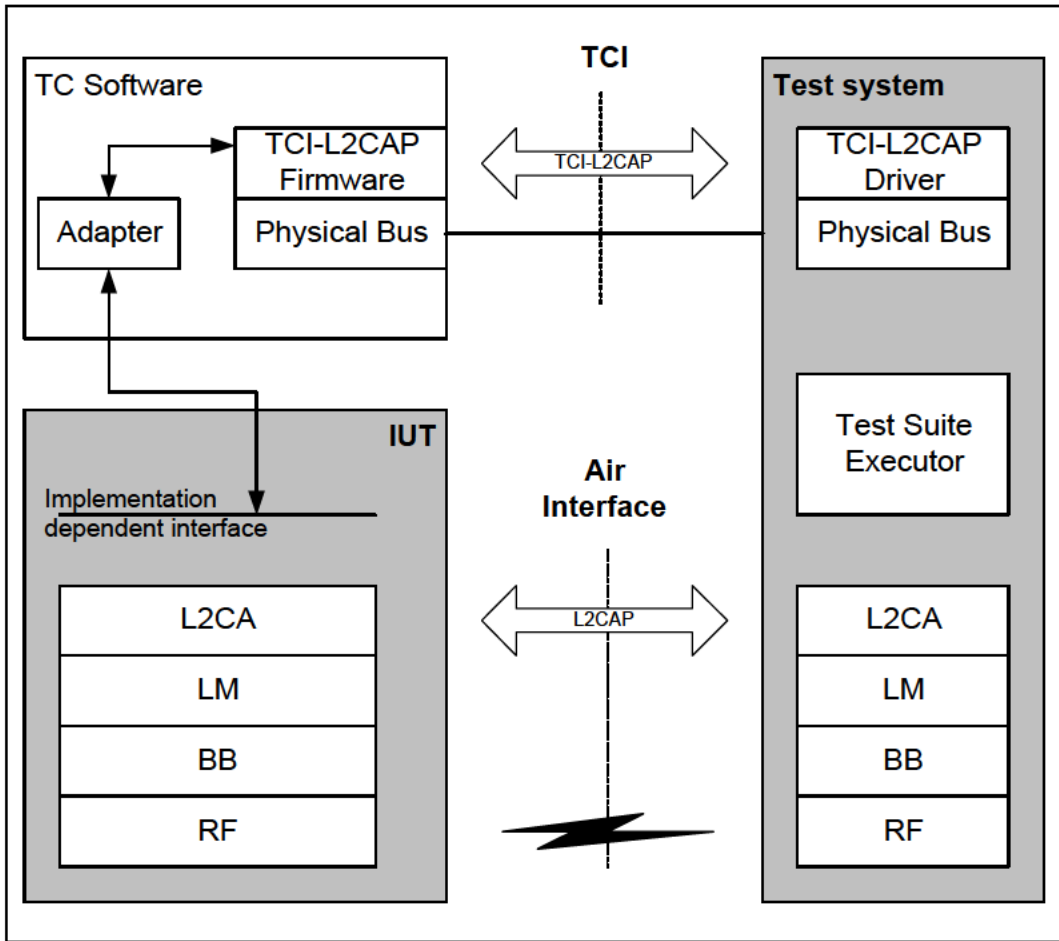 TC Software
TCI-L2CAP
Firmware
Adapter
Physical Bus
TCI
TCI-L2CAP
Test system
TCI-L2CAP
Driver
Physical Bus
Test Suite
Executor
IUT
Implementation
dependent interface
L2CA
LM
BB
RF
Air
Interface
L2CAP
L2CA
LM
BB
RF